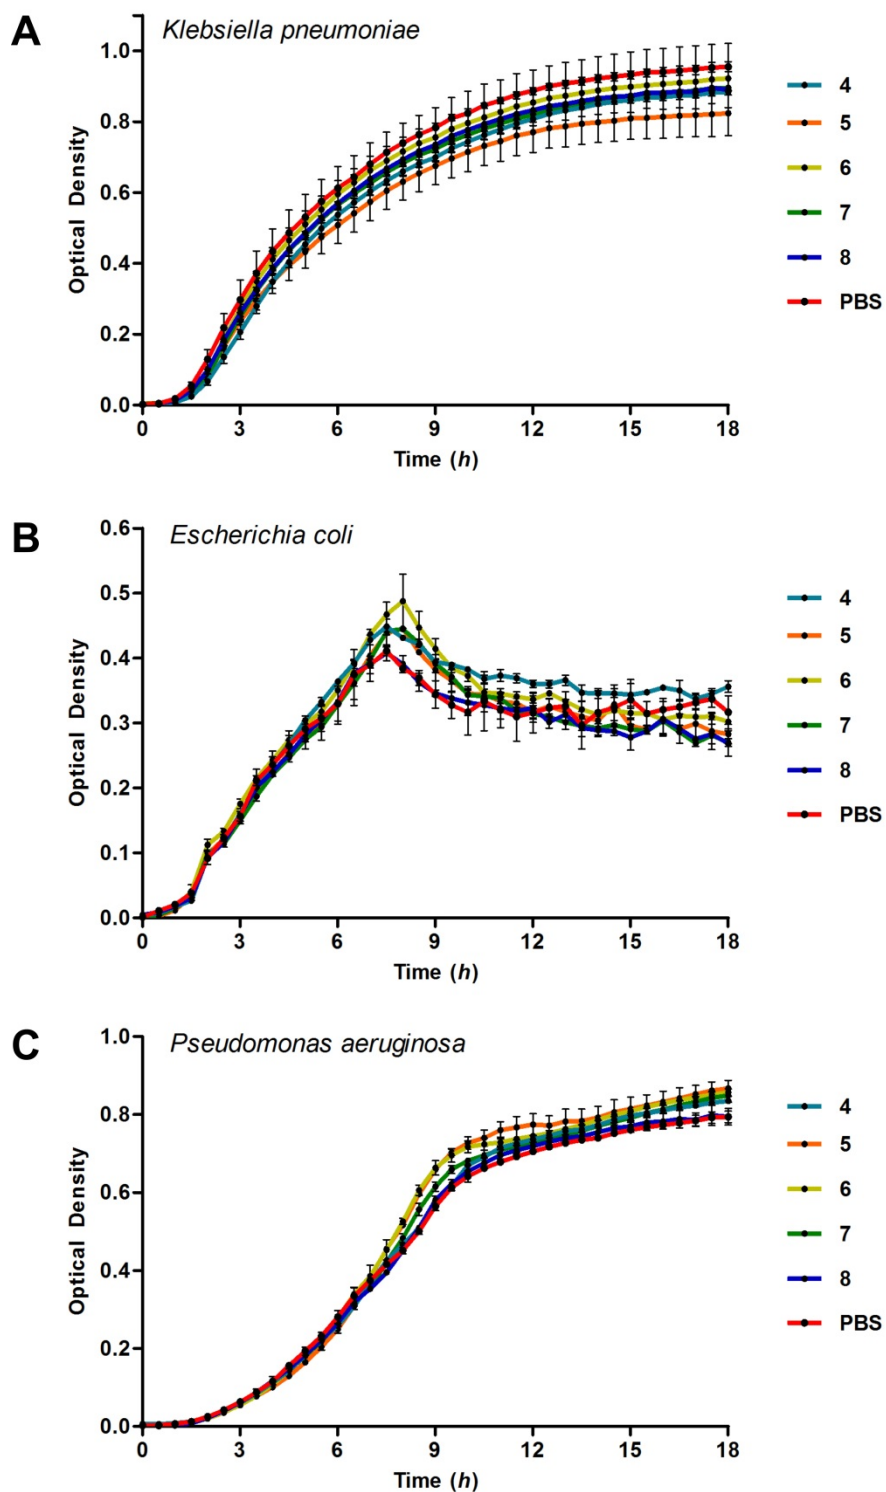 A
Klebsiella pneumoniae
1.0
0.8
0.6
0.4
0.2
0.0
Optical Density
0 3 6 9 12 15 18
Time (h)
4
5
6
7
8
PBS
B
Escherichia coli
0.6
0.5
0.4
0.3
0.2
0.1
0.0
Optical Density
0 3 6 9 12 15 18
Time (h)
4
5
6
7
8
PBS
C
Pseudomonas aeruginosa
1.0
0.8
0.6
0.4
0.2
0.0
Optical Density
0 3 6 9 12 15 18
Time (h)
4
5
6
7
8
PBS